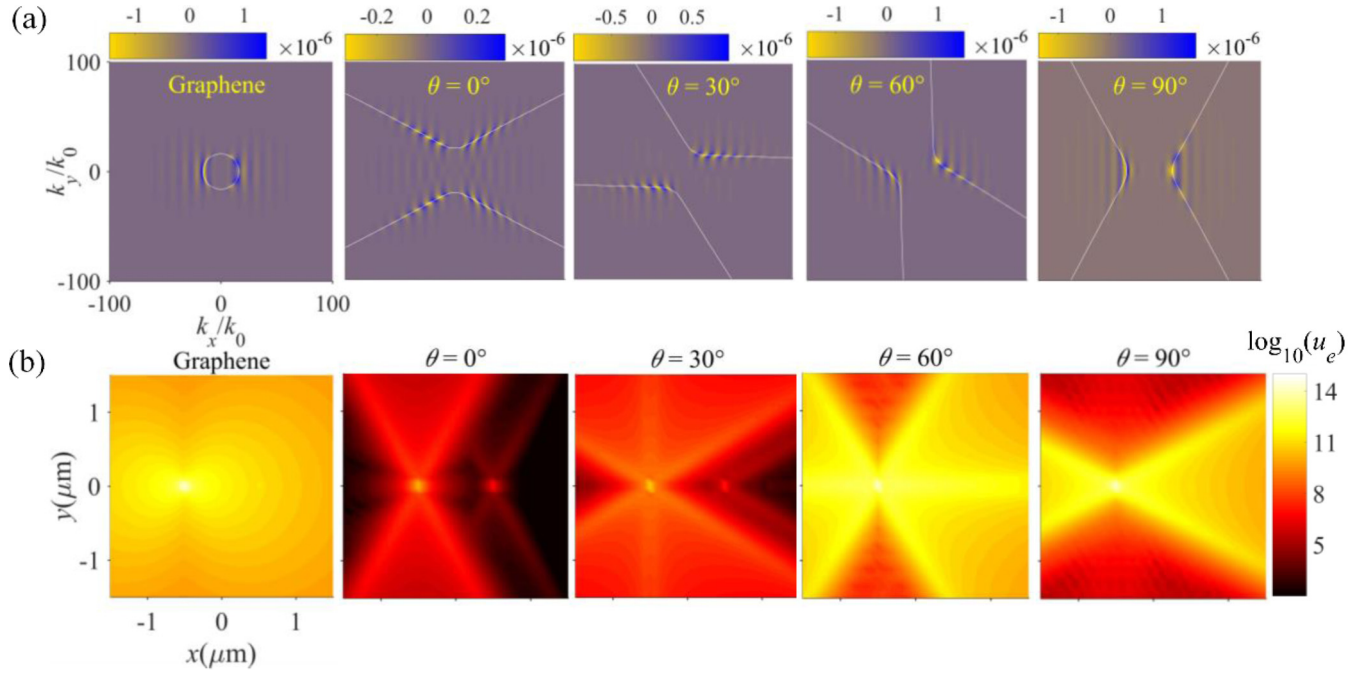 (a)
-1 0 1
×10⁻⁶
-0.2 0 0.2
×10⁻⁶
-0.5 0 0.5
×10⁻⁶
-1 0 1
×10⁻⁶
-1 0 1
×10⁻⁶
Graphene
θ = 0°
θ = 30°
θ = 60°
θ = 90°
100
0
-100
k_y/k_0
-100 0 100
k_x/k_0
(b)
Graphene
θ = 0°
θ = 30°
θ = 60°
θ = 90°
log₁₀(u_e)
1
0
-1
y(μm)
-1 0 1
x(μm)
14
11
8
5